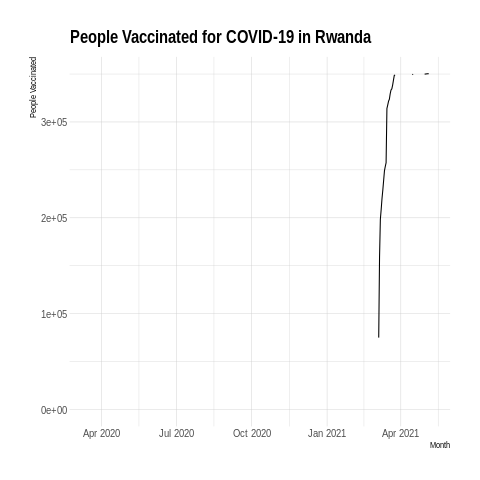 People Vaccinated for COVID-19 in Rwanda
People Vaccinated
3e+05
2e+05
1e+05
0e+00
Apr 2020 Jul 2020 Oct 2020 Jan 2021 Apr 2021
Month